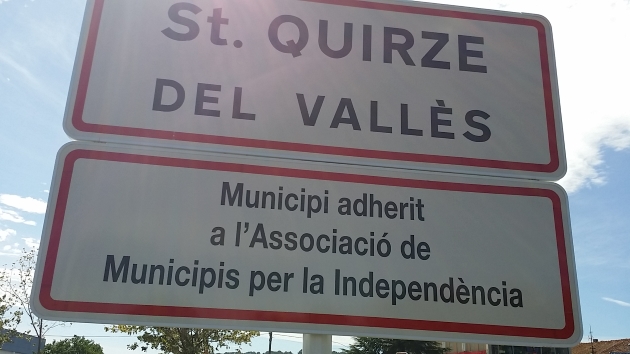 St. QUIRZE
DEL VALLÈS
Municipi adherit
a l'Associació de
Municipis per la Independència